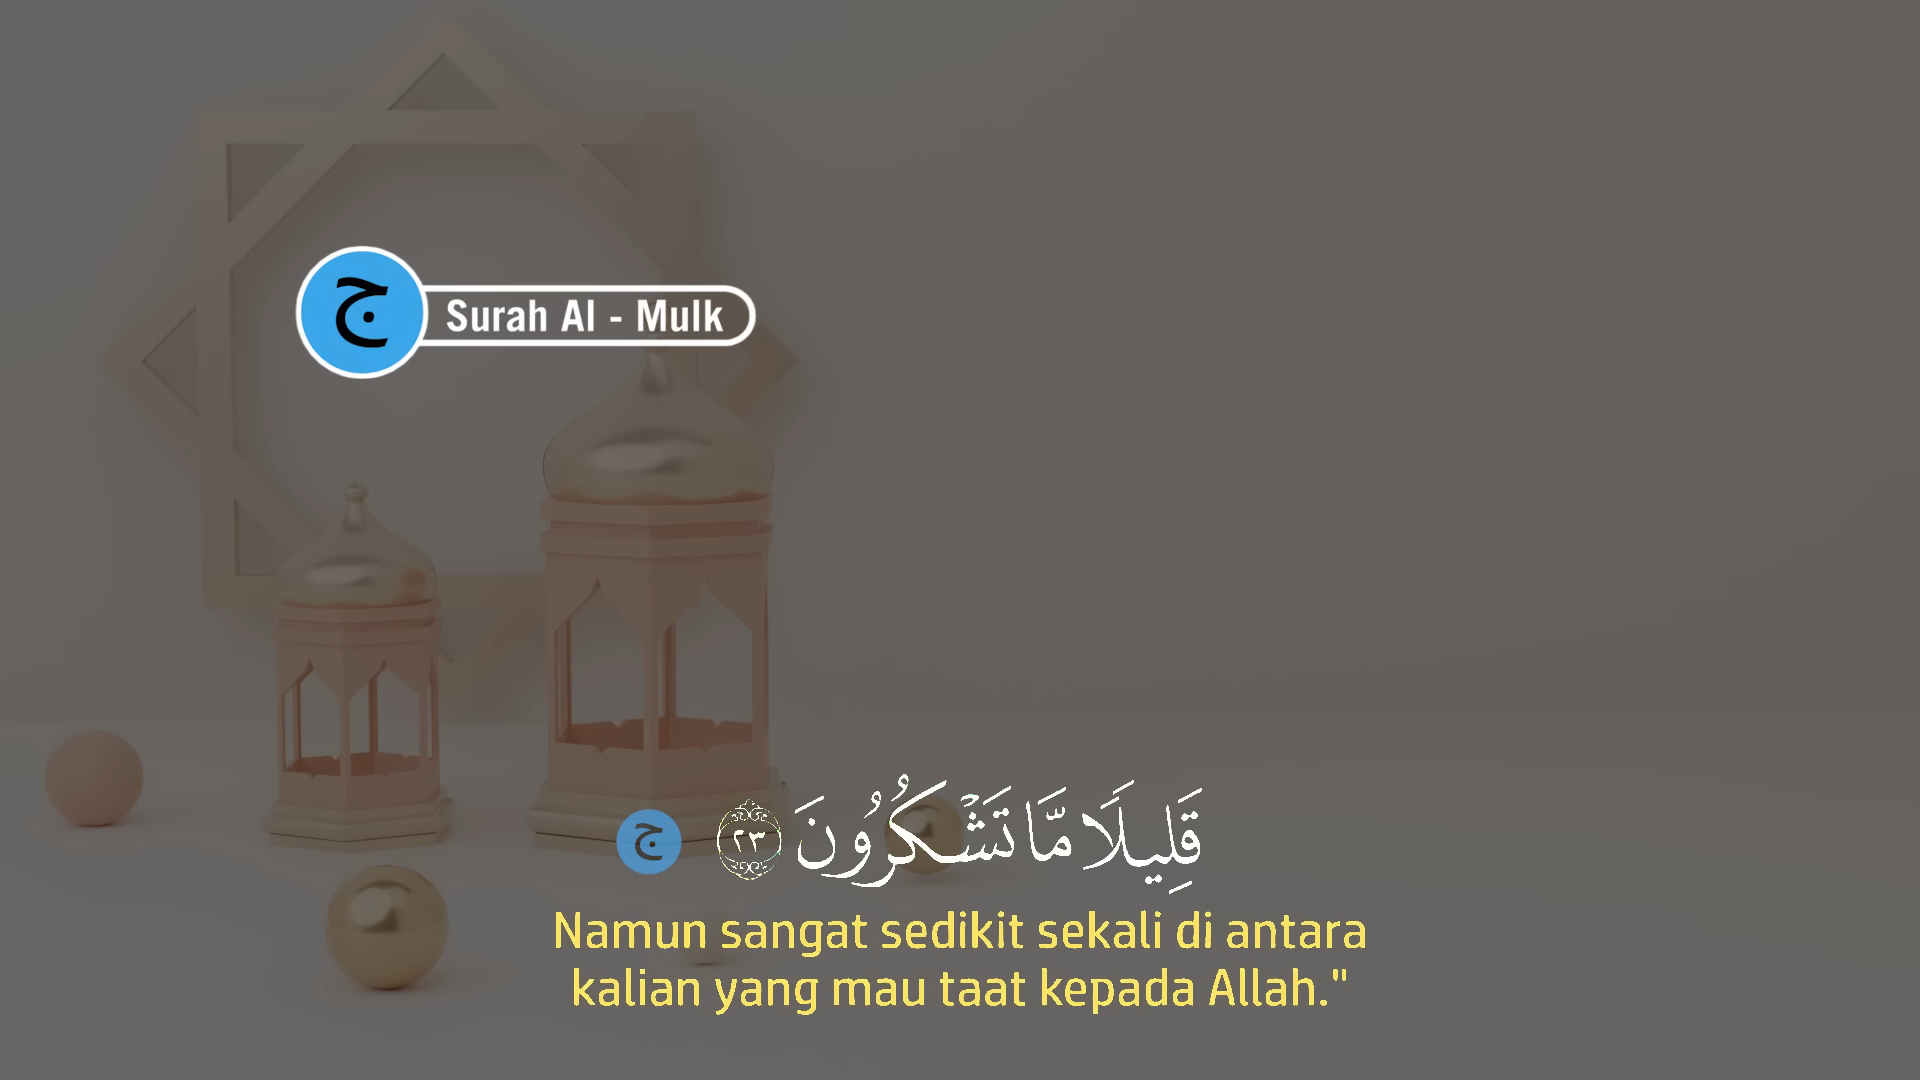 ج
Surah Al - Mulk
قَلِيلًا مَّا تَشْكُرُونَ ٢٣ ج
Namun sangat sedikit sekali di antara
kalian yang mau taat kepada Allah."